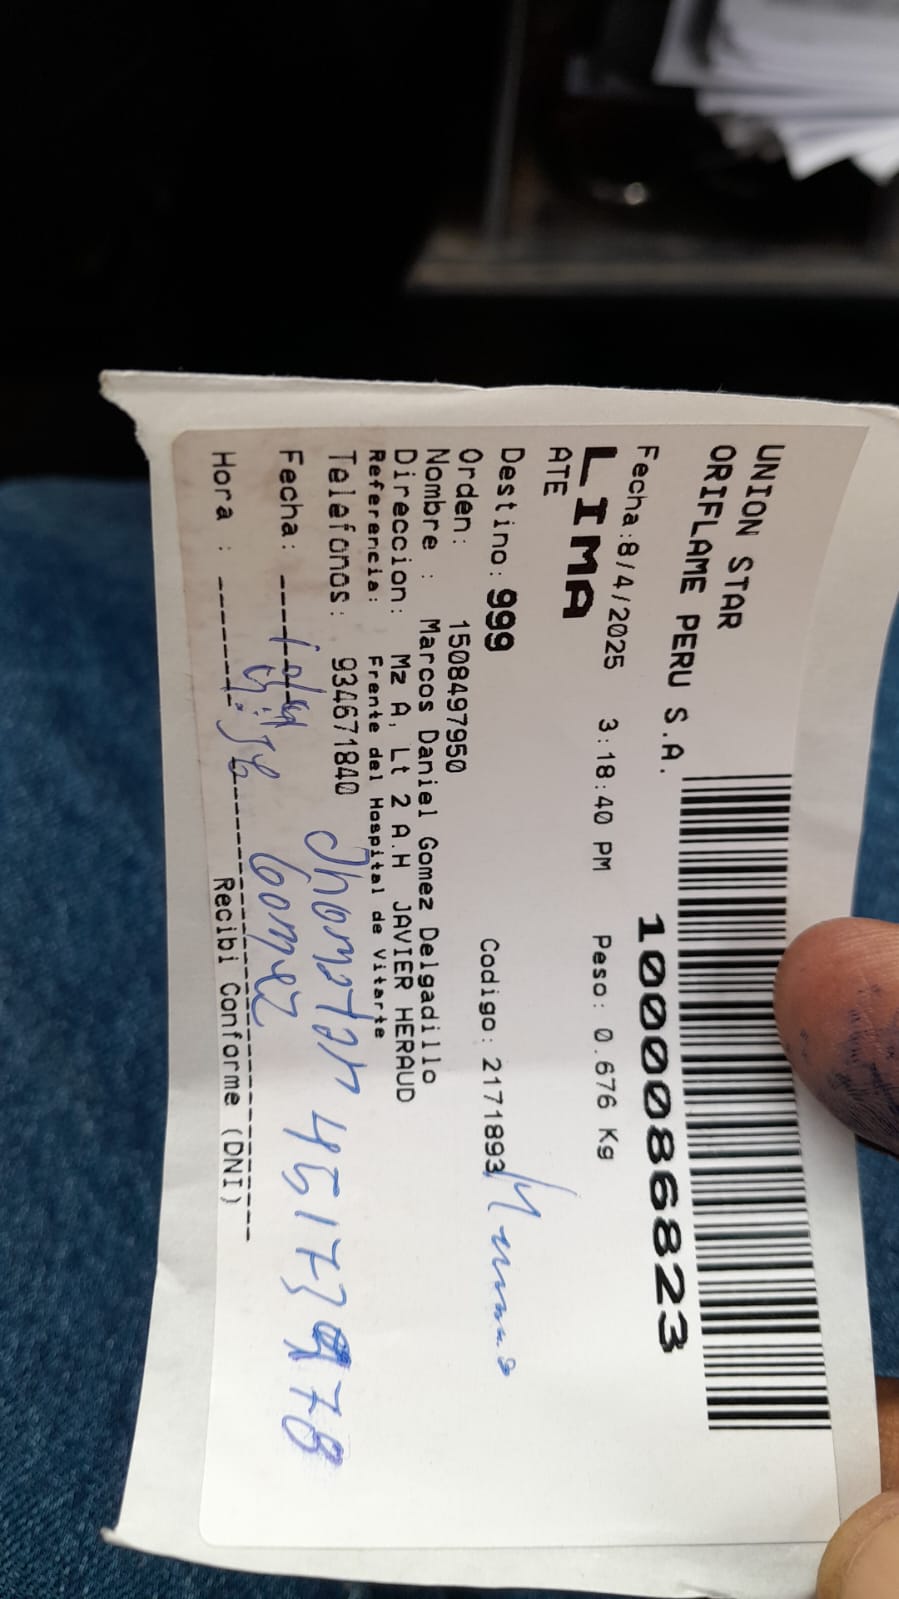 UNION STAR
ORIFLAME PERU S.A.
10000086823
Fecha:8/4/2025 3:18:40 PM Peso: 0.676 Kg
LIMA
ATE
Destino: 999
Orden: 1508497950 Codigo: 2171893
Nombre : Marcos Daniel Gomez Delgadillo
Direccion: Mz A, Lt 2 A.H JAVIER HERAUD
Referencia: Frente del Hospital de Vitarte
Telefonos: 934671840
Jhonatan
Gomez
Fecha:
Hora :
Recibi Conforme (DNI)